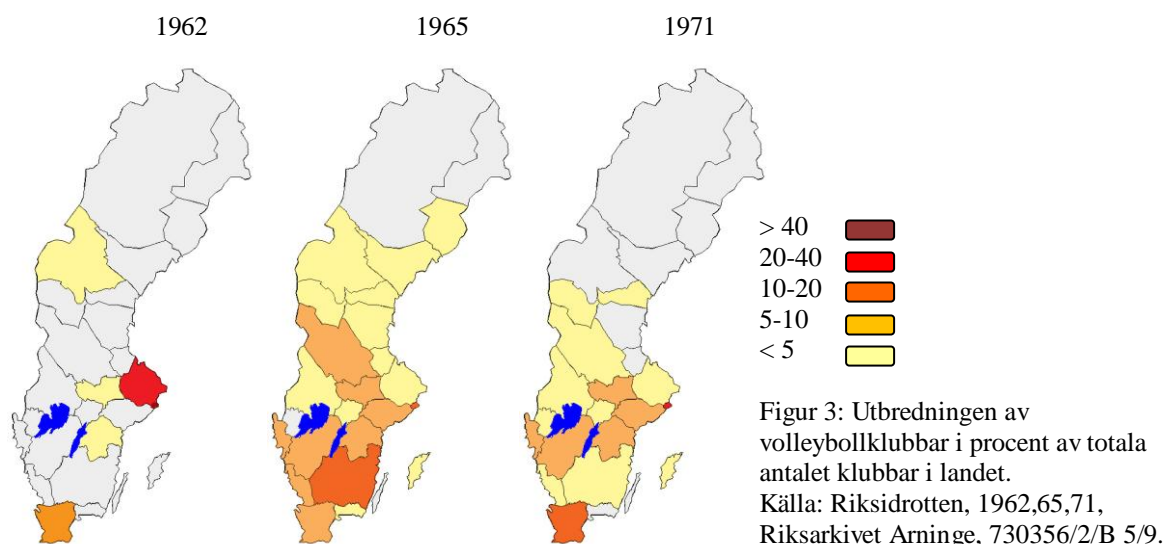 1962 1965 1971
> 40
20-40
10-20
5-10
< 5
Figur 3: Utbredningen av
volleybollklubbar i procent av totala
antalet klubbar i landet.
Källa: Riksidrotten, 1962,65,71,
Riksarkivet Arninge, 730356/2/B 5/9.